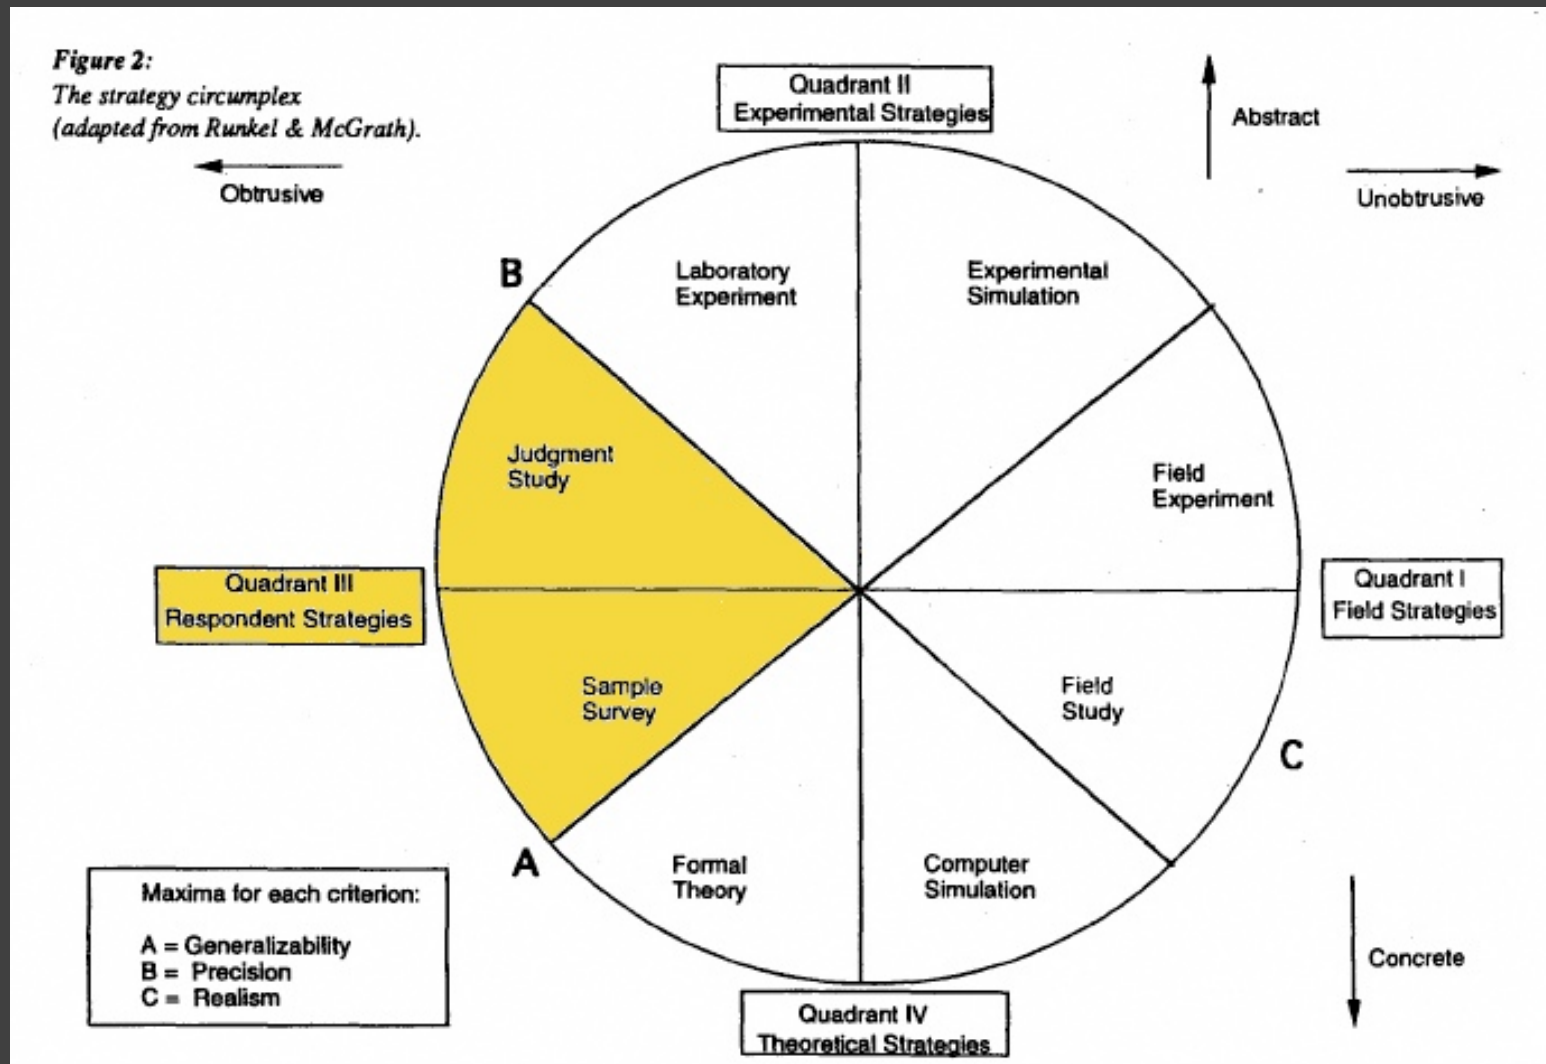 Figure 2:
The strategy circumplex
(adapted from Runkel & McGrath).
Obtrusive
Quadrant II
Experimental Strategies
Abstract
Unobtrusive
B
Laboratory
Experiment
Experimental
Simulation
Judgment
Study
Field
Experiment
Quadrant III
Respondent Strategies
Quadrant I
Field Strategies
Sample
Survey
Field
Study
C
A
Formal
Theory
Computer
Simulation
Maxima for each criterion:
A = Generalizability
B = Precision
C = Realism
Concrete
Quadrant IV
Theoretical Strategies